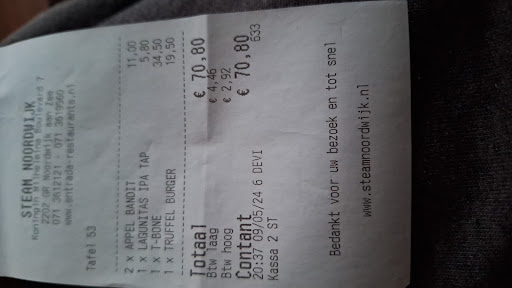 STEAM NOORDWIJK
Koningin Wilhelmina Boulevard 7
2202 GR Noordwijk aan Zee
071 3612121 - 071 3619560
www.entrada-restaurants.nl
Tafel 53
2 x APPEL BANDIT 11,00
1 x LAGUNITAS IPA TAP 5,80
1 x T-BONE 34,50
1 x TRUFFEL BURGER 19,50
Totaal € 70,80
Btw laag € 4,46
Btw hoog € 2,92
Contant € 70,80
20:37 09/05/24 6 DEVI 633
Kassa 2 ST
Bedankt voor uw bezoek en tot snel
www.steamnoordwijk.nl